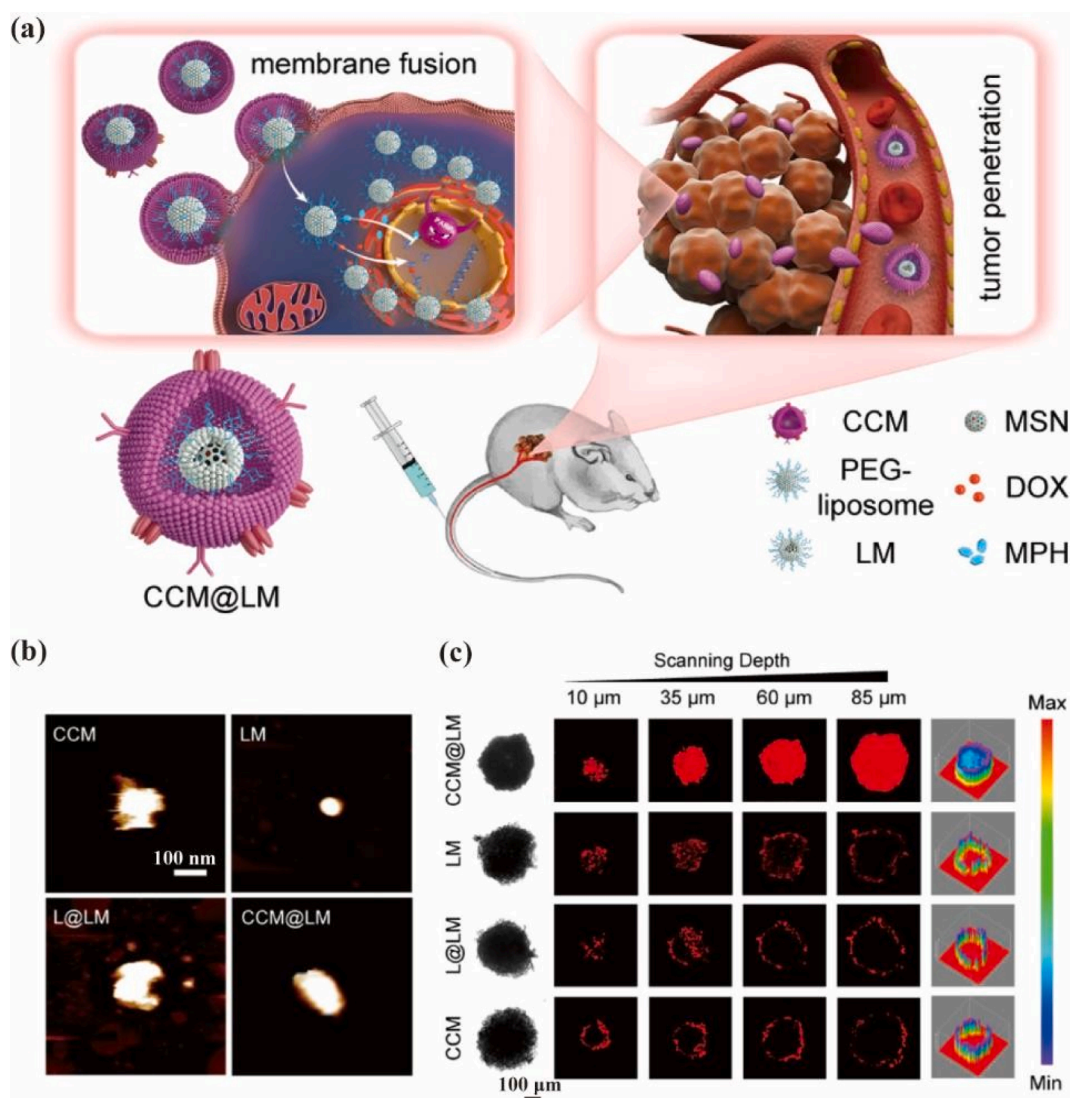 (a)
membrane fusion
PARP
tumor penetration
CCM
MSN
PEG-
liposome
DOX
LM
MPH
CCM@LM
(b)
CCM
LM
100 nm
L@LM
CCM@LM
(c)
Scanning Depth
10 µm
35 µm
60 µm
85 µm
Max
CCM@LM
LM
L@LM
CCM
100 µm
Min